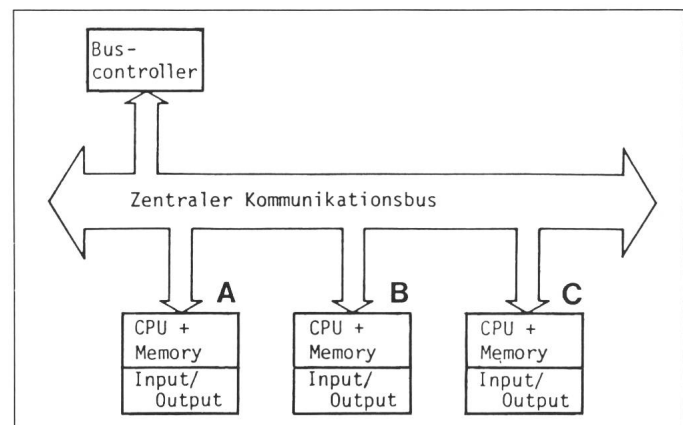 Bus-
controller
Zentraler Kommunikationsbus
A
B
C
CPU +
Memory
Input/
Output
CPU +
Memory
Input/
Output
CPU +
Memory
Input/
Output